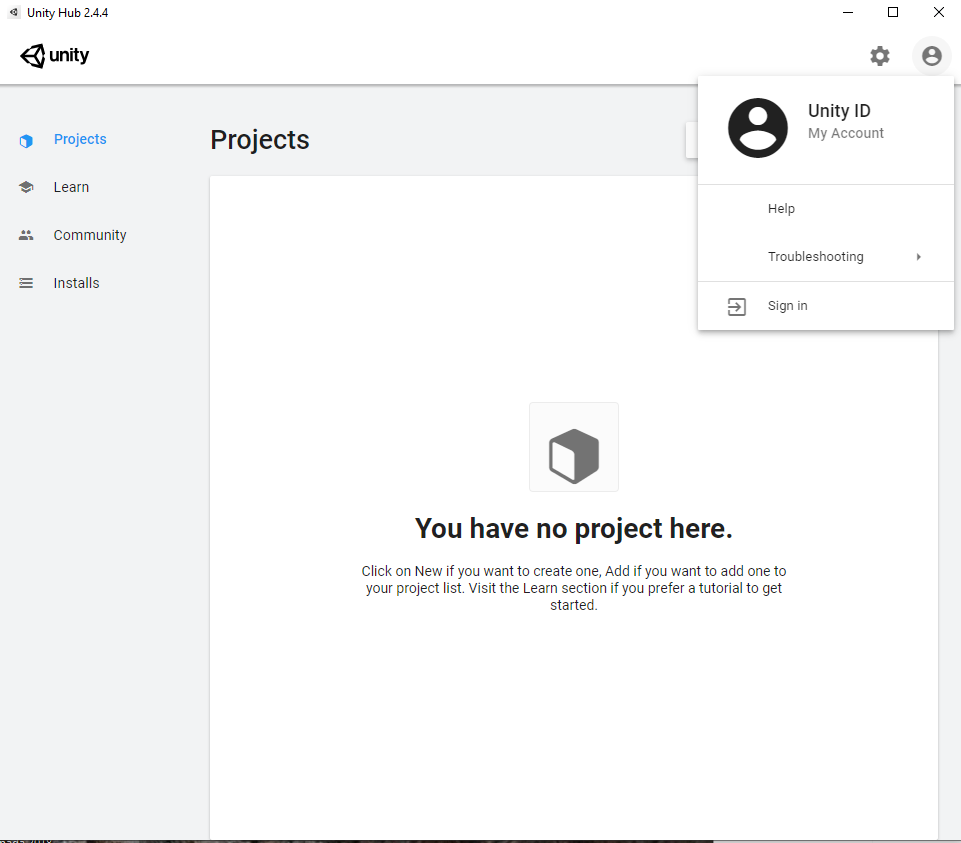 Unity Hub 2.4.4
unity
Projects
Learn
Community
Installs
Projects
Unity ID
My Account
Help
Troubleshooting
Sign in
You have no project here.
Click on New if you want to create one, Add if you want to add one to
your project list. Visit the Learn section if you prefer a tutorial to get
started.